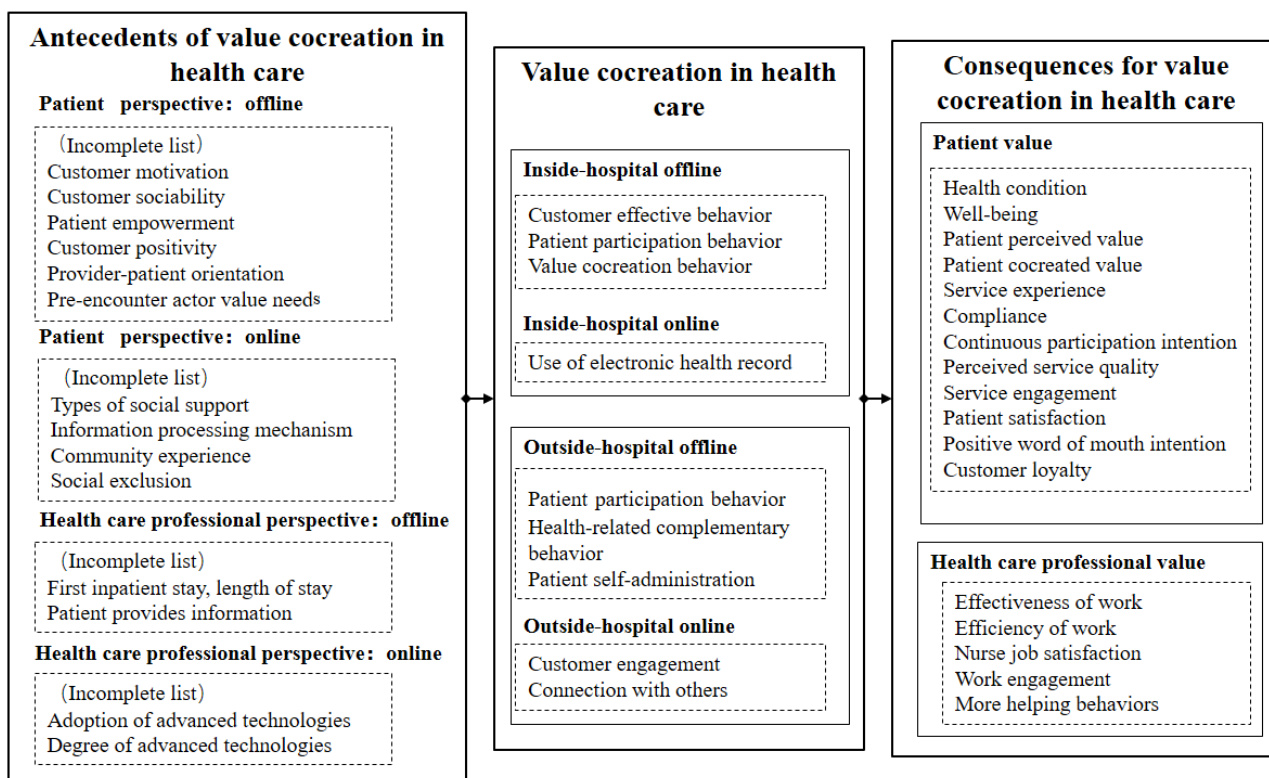 Antecedents of value cocreation in
health care
Patient perspective: offline
(Incomplete list)
Customer motivation
Customer sociability
Patient empowerment
Customer positivity
Provider-patient orientation
Pre-encounter actor value needs
Patient perspective: online
(Incomplete list)
Types of social support
Information processing mechanism
Community experience
Social exclusion
Health care professional perspective: offline
(Incomplete list)
First inpatient stay, length of stay
Patient provides information
Health care professional perspective: online
(Incomplete list)
Adoption of advanced technologies
Degree of advanced technologies
Value cocreation in health
care
Inside-hospital offline
Customer effective behavior
Patient participation behavior
Value cocreation behavior
Inside-hospital online
Use of electronic health record
Outside-hospital offline
Patient participation behavior
Health-related complementary
behavior
Patient self-administration
Outside-hospital online
Customer engagement
Connection with others
Consequences for value
cocreation in health care
Patient value
Health condition
Well-being
Patient perceived value
Patient cocreated value
Service experience
Compliance
Continuous participation intention
Perceived service quality
Service engagement
Patient satisfaction
Positive word of mouth intention
Customer loyalty
Health care professional value
Effectiveness of work
Efficiency of work
Nurse job satisfaction
Work engagement
More helping behaviors